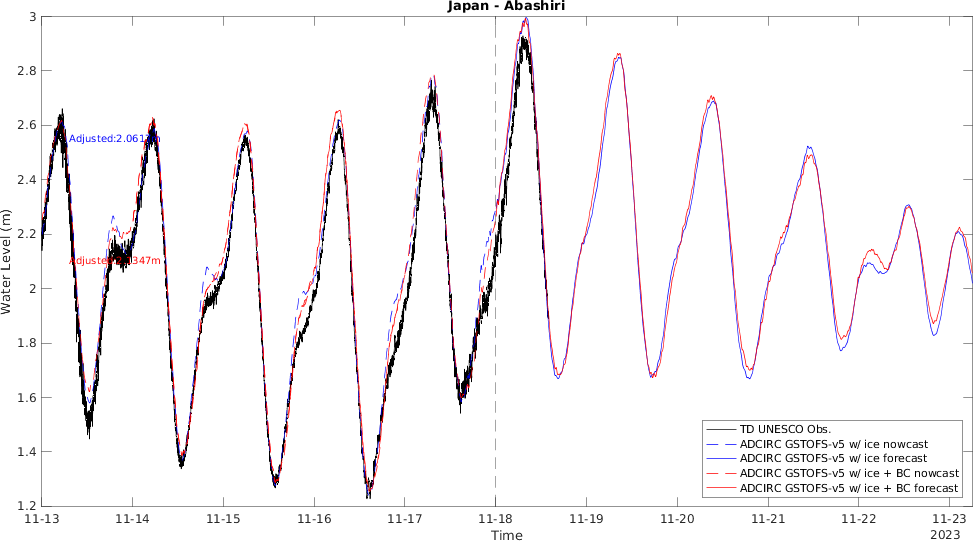 Japan - Abashiri
Water Level (m)
3
2.8
2.6
2.4
2.2
2
1.8
1.6
1.4
1.2
TD UNESCO Obs.
ADCIRC GSTOFS-v5 w/ ice nowcast
ADCIRC GSTOFS-v5 w/ ice forecast
ADCIRC GSTOFS-v5 w/ ice + BC nowcast
ADCIRC GSTOFS-v5 w/ ice + BC forecast
11-13
11-14
11-15
11-16
11-17
11-18
11-19
11-20
11-21
11-22
11-23
Time
2023